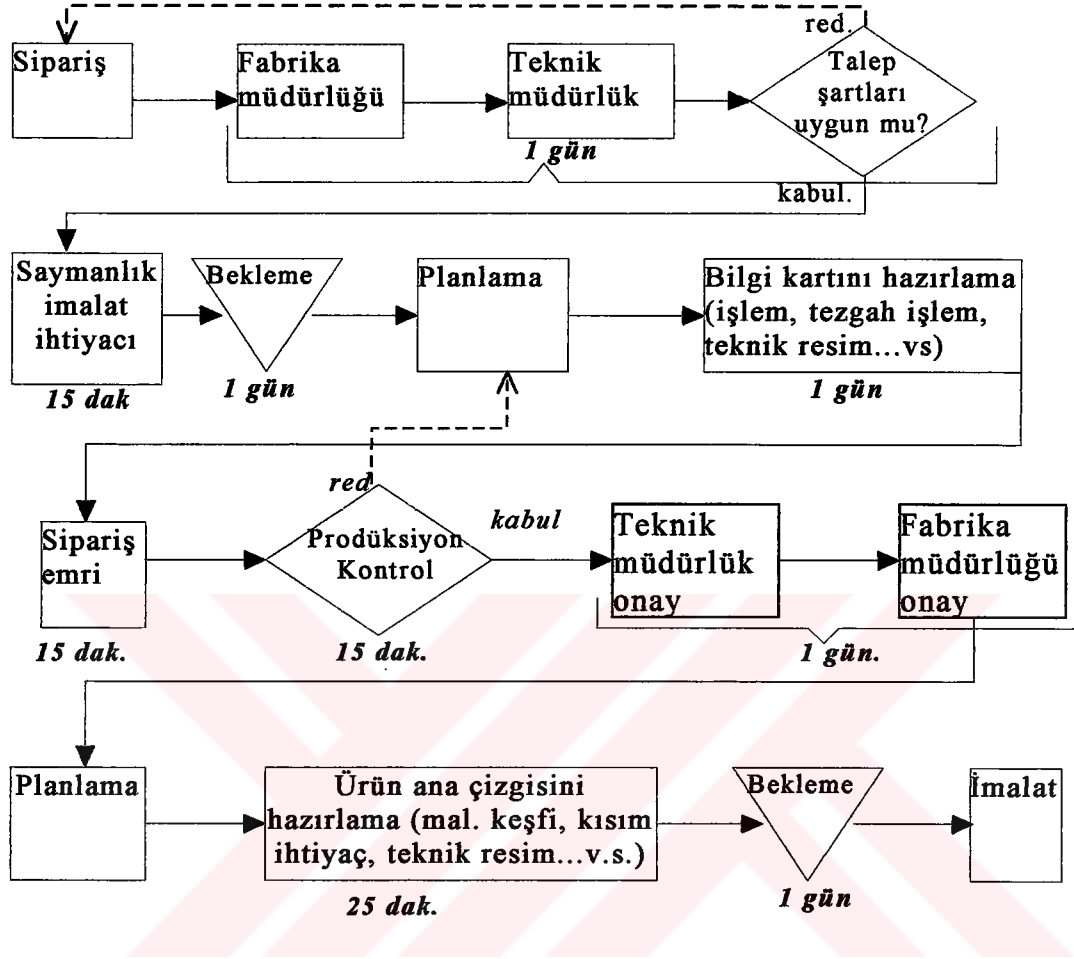 red.
Sipariş
Fabrika
müdürlüğü
Teknik
müdürlük
Talep
şartları
uygun mu?
1 gün
kabul.
Saymanlık
imalat
ihtiyacı
Bekleme
Planlama
Bilgi kartını hazırlama
(işlem, tezgah işlem,
teknik resim...vs)
15 dak
1 gün
1 gün
red
kabul
Sipariş
emri
Prodüksiyon
Kontrol
Teknik
müdürlük
onay
Fabrika
müdürlüğü
onay
15 dak.
15 dak.
1 gün.
Planlama
Ürün ana çizgisini
hazırlama (mal. keşfi, kısım
ihtiyaç, teknik resim...v.s.)
Bekleme
İmalat
25 dak.
1 gün